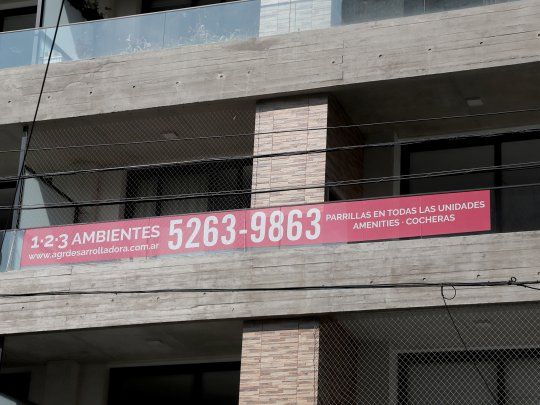 1·2·3 AMBIENTES
www.agrdesarrolladora.com.ar
5263-9863
PARRILLAS EN TODAS LAS UNIDADES
AMENITIES · COCHERAS